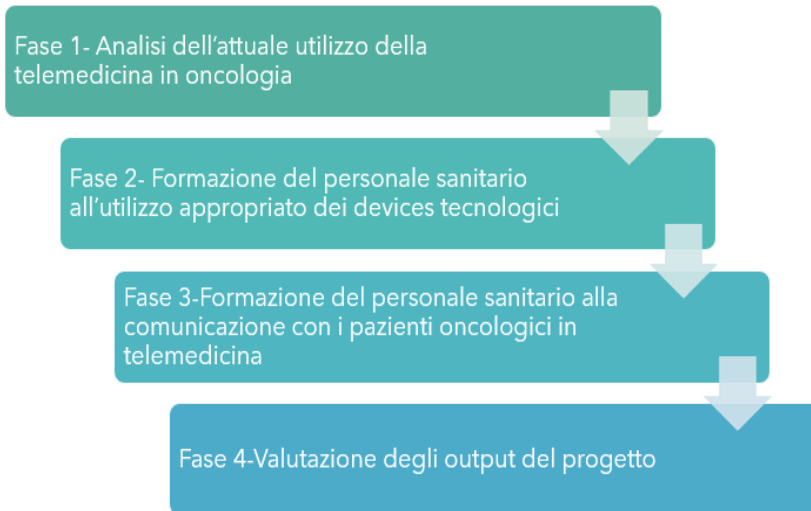 Fase 1- Analisi dell’attuale utilizzo della
telemedicina in oncologia
Fase 2- Formazione del personale sanitario
all’utilizzo appropriato dei devices tecnologici
Fase 3-Formazione del personale sanitario alla
comunicazione con i pazienti oncologici in
telemedicina
Fase 4-Valutazione degli output del progetto